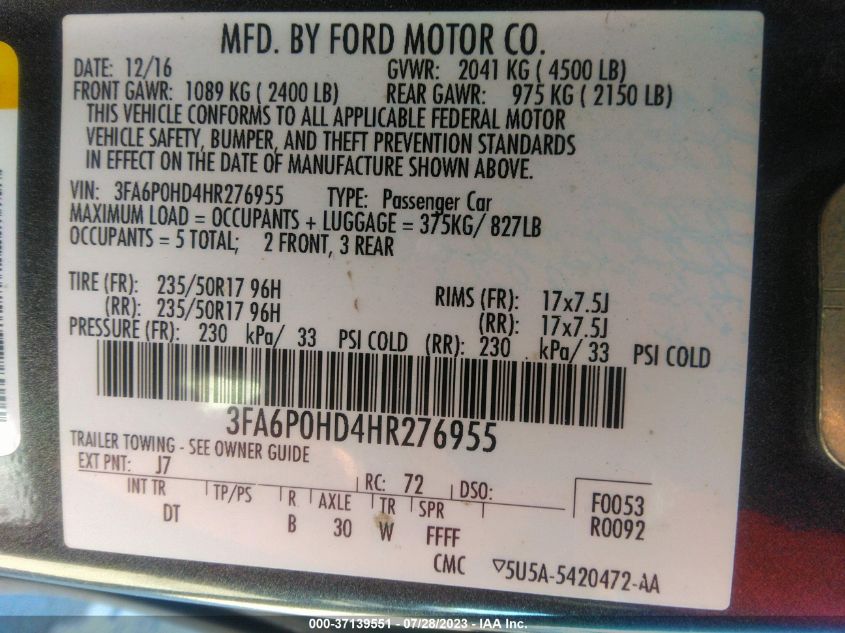 MFD. BY FORD MOTOR CO.
DATE: 12/16 GVWR: 2041 KG ( 4500 LB)
FRONT GAWR: 1089 KG ( 2400 LB) REAR GAWR: 975 KG ( 2150 LB)
THIS VEHICLE CONFORMS TO ALL APPLICABLE FEDERAL MOTOR
VEHICLE SAFETY, BUMPER, AND THEFT PREVENTION STANDARDS
IN EFFECT ON THE DATE OF MANUFACTURE SHOWN ABOVE.
VIN: 3FA6P0HD4HR276955 TYPE: Passenger Car
MAXIMUM LOAD = OCCUPANTS + LUGGAGE = 375KG/ 827LB
OCCUPANTS = 5 TOTAL; 2 FRONT, 3 REAR
TIRE (FR): 235/50R17 96H RIMS (FR): 17x7.5J
(RR): 235/50R17 96H (RR): 17x7.5J
PRESSURE (FR): 230 kPa/ 33 PSI COLD (RR): 230 kPa/ 33 PSI COLD
3FA6P0HD4HR276955
TRAILER TOWING - SEE OWNER GUIDE
EXT PNT: J7 RC: 72 DSO:
INT TR TP/PS R AXLE TR SPR F0053
DT B 30 W FFFF R0092
CMC ▽5U5A-5420472-AA
000-37139551 / 07/28/2023 - IAA Inc.